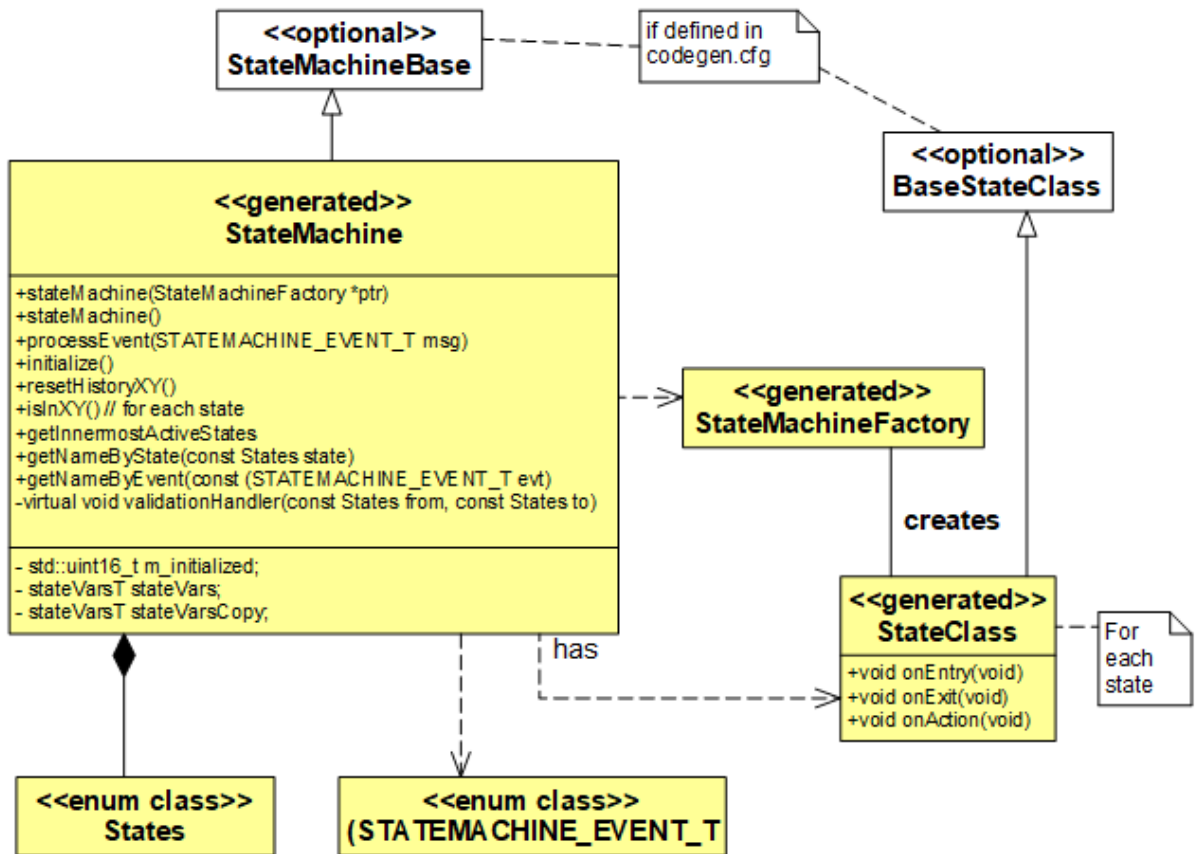 <<optional>>
StateMachineBase
if defined in
codegen.cfg
<<optional>>
BaseStateClass
<<generated>>
StateMachine
+stateMachine(StateMachineFactory *ptr)
+stateMachine()
+processEvent(STATEMACHINE_EVENT_T msg)
+initialize()
+resetHistoryXY()
+isInXY() // for each state
+getInnermostActiveStates
+getNameByState(const States state)
+getNameByEvent(const (STATEMACHINE_EVENT_T evt)
-virtual void validationHandler(const States from, const States to)
- std::uint16_t m_initialized;
- stateVarsT stateVars;
- stateVarsT stateVarsCopy;
<<generated>>
StateMachineFactory
creates
<<generated>>
StateClass
+void onEntry(void)
+void onExit(void)
+void onAction(void)
For
each
state
has
<<enum class>>
States
<<enum class>>
(STATEMACHINE_EVENT_T